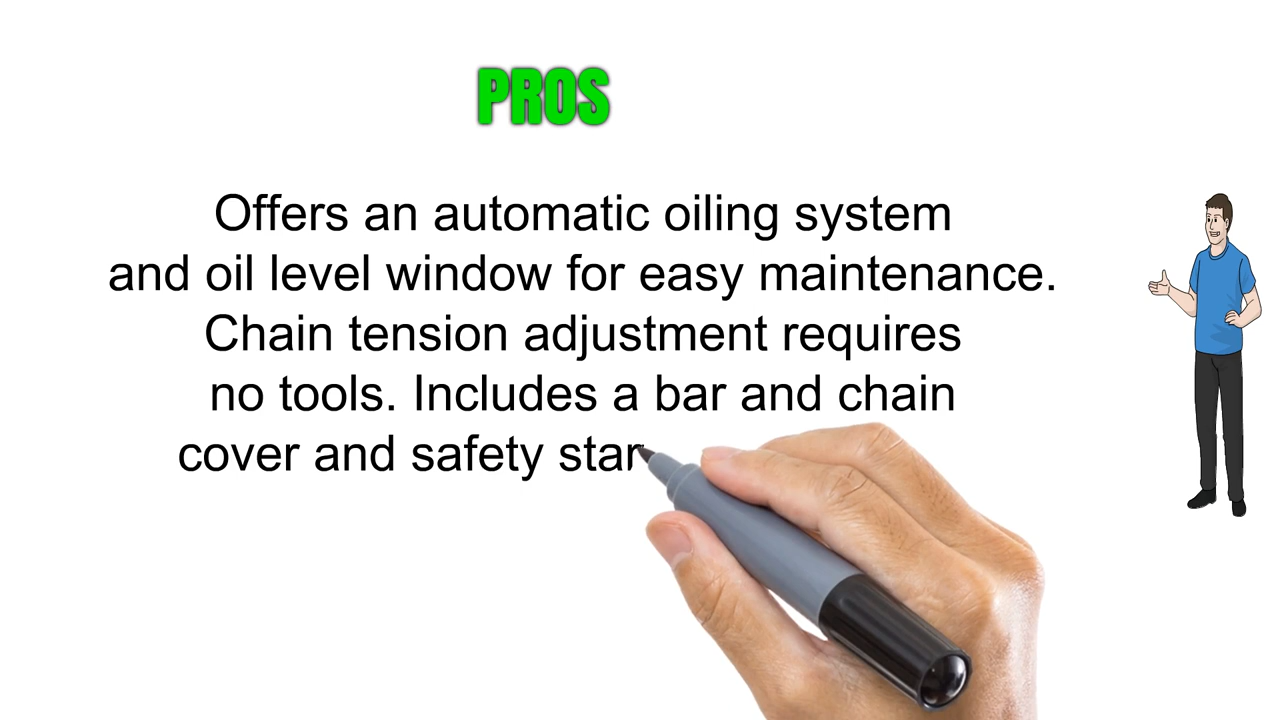 PROS
Offers an automatic oiling system
and oil level window for easy maintenance.
Chain tension adjustment requires
no tools. Includes a bar and chain
cover and safety star